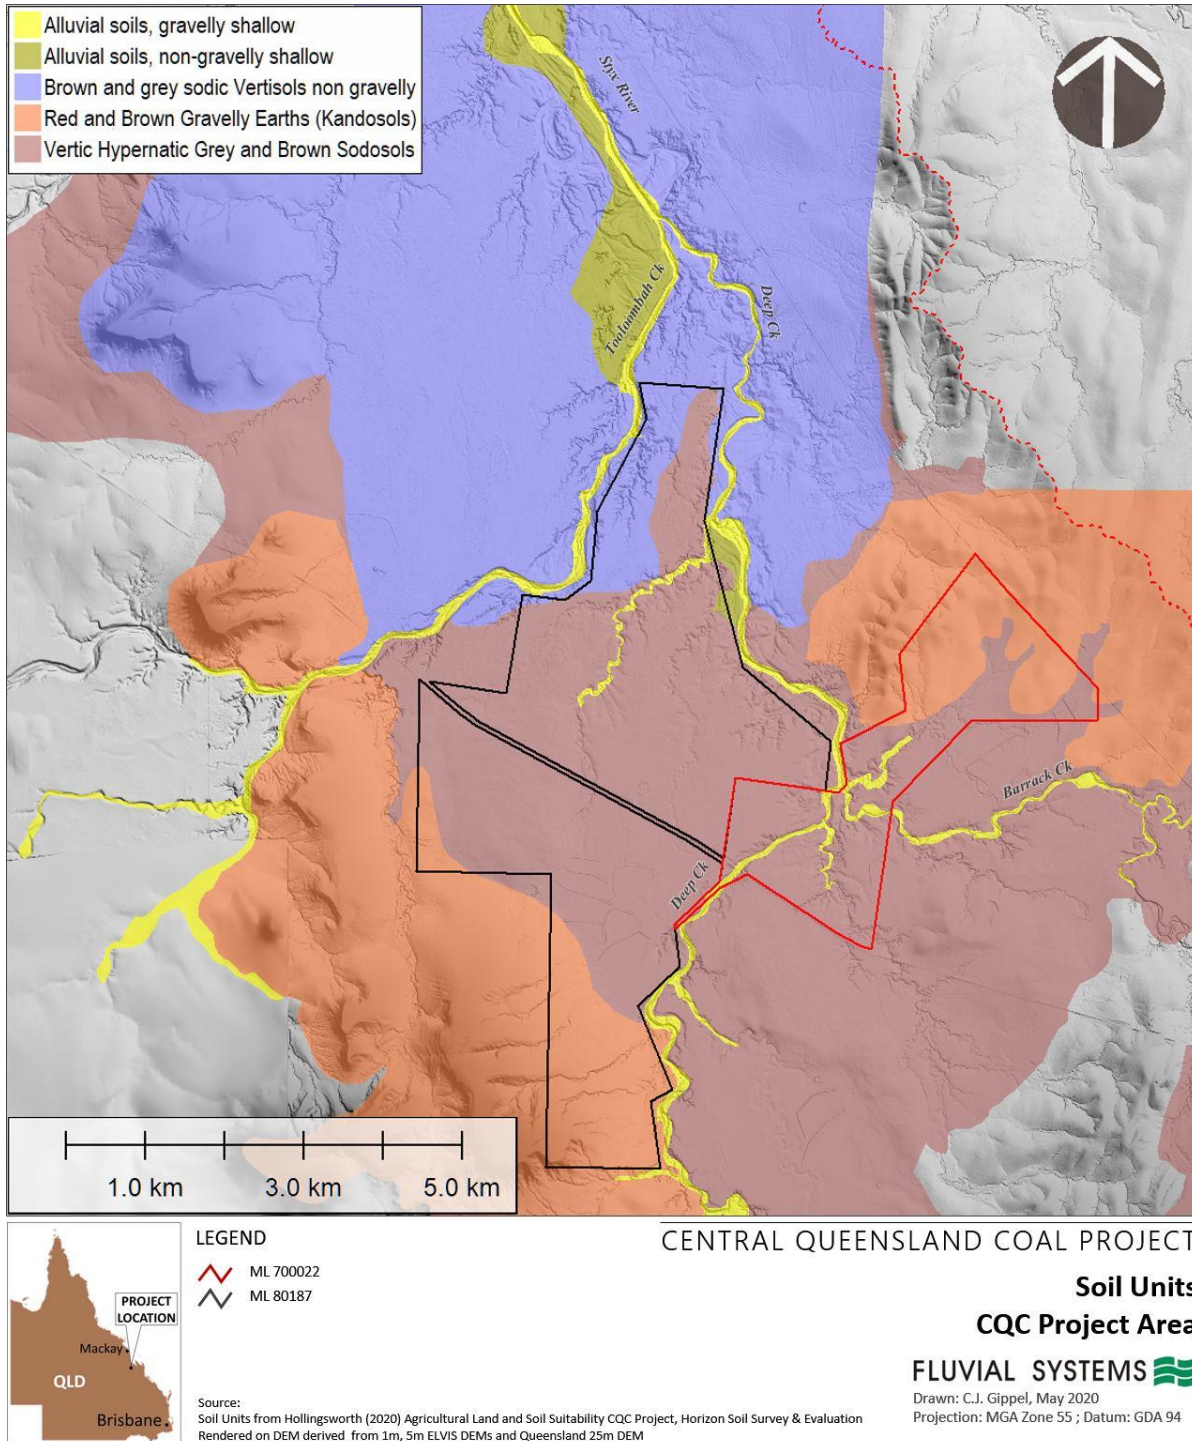 Alluvial soils, gravelly shallow
Alluvial soils, non-gravelly shallow
Brown and grey sodic Vertisols non gravelly
Red and Brown Gravelly Earths (Kandosols)
Vertic Hypernatic Grey and Brown Sodosols
Styx River
Tooloombah Ck
Deep Ck
Barrack Ck
Deep Ck
1.0 km 3.0 km 5.0 km
PROJECT
LOCATION
Mackay
QLD
Brisbane
LEGEND
ML 700022
ML 80187
Source:
Soil Units from Hollingsworth (2020) Agricultural Land and Soil Suitability CQC Project, Horizon Soil Survey & Evaluation
Rendered on DEM derived from 1m, 5m ELVIS DEMs and Queensland 25m DEM
CENTRAL QUEENSLAND COAL PROJECT
Soil Units
CQC Project Area
FLUVIAL SYSTEMS
Drawn: C.J. Gippel, May 2020
Projection: MGA Zone 55 ; Datum: GDA 94